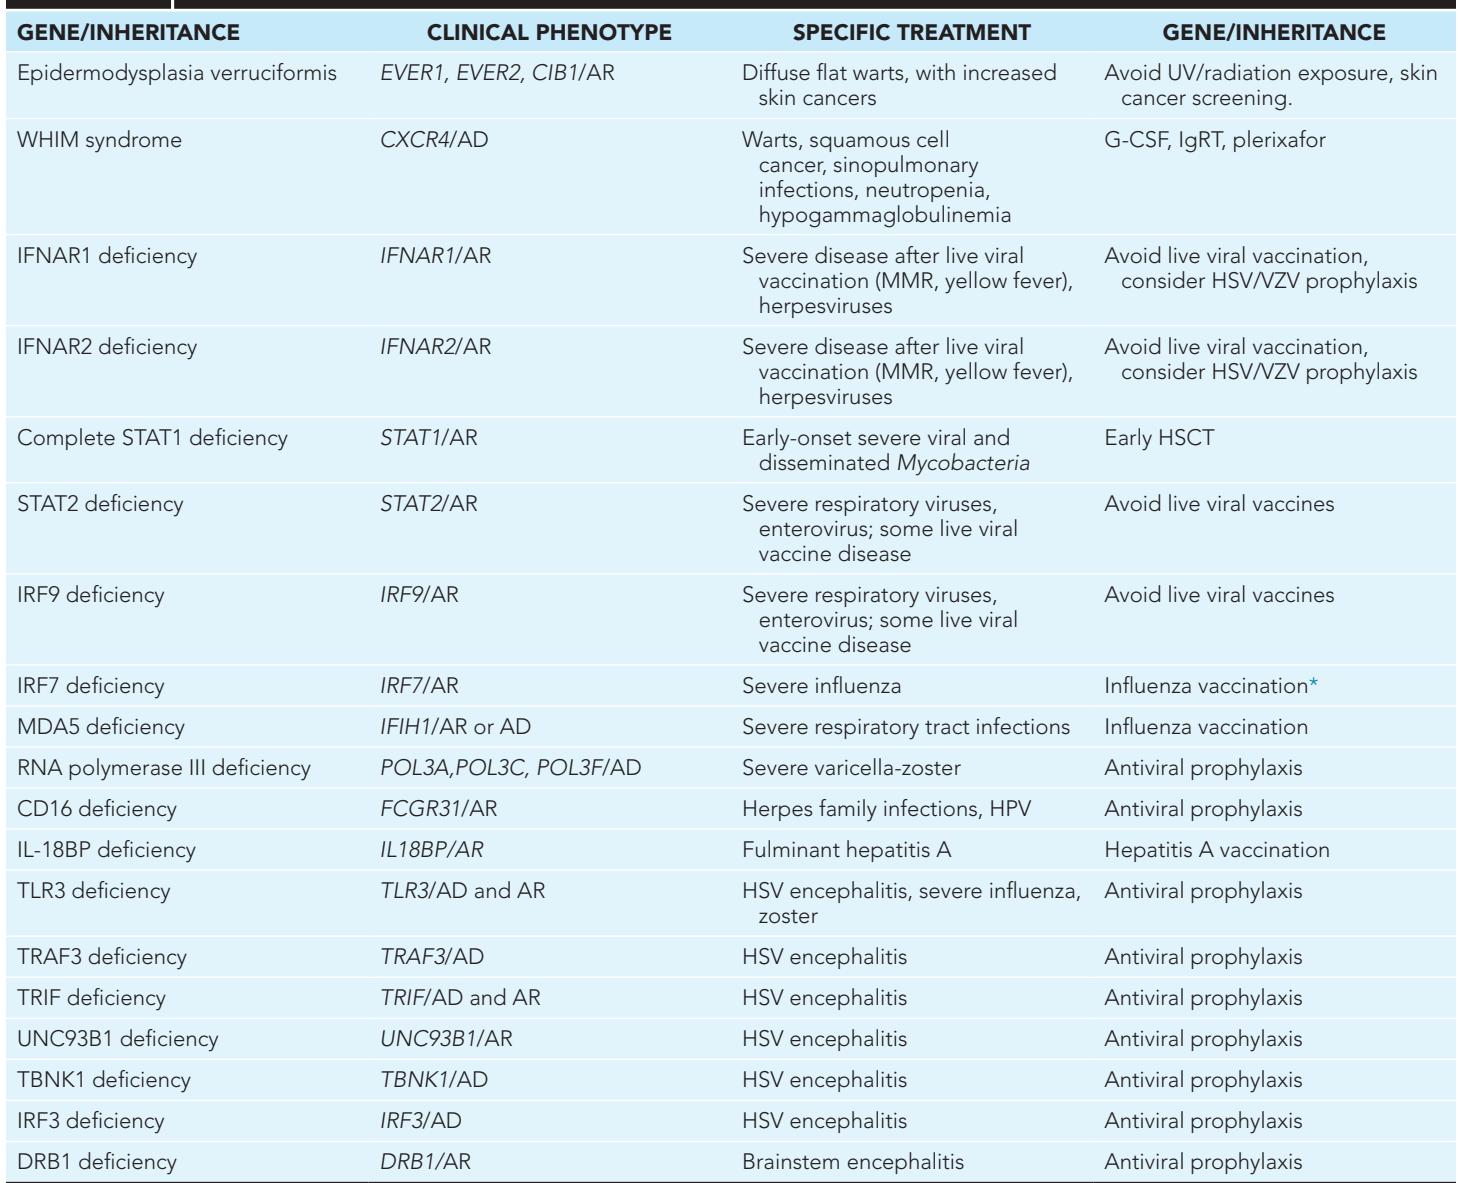 GENE/INHERITANCE CLINICAL PHENOTYPE SPECIFIC TREATMENT GENE/INHERITANCE
Epidermodysplasia verruciformis EVER1, EVER2, CIB1/AR Diffuse flat warts, with increased Avoid UV/radiation exposure, skin
skin cancers cancer screening.
WHIM syndrome CXCR4/AD Warts, squamous cell G-CSF, IgRT, plerixafor
cancer, sinopulmonary
infections, neutropenia,
hypogammaglobulinemia
IFNAR1 deficiency IFNAR1/AR Severe disease after live viral Avoid live viral vaccination,
vaccination (MMR, yellow fever), consider HSV/VZV prophylaxis
herpesviruses
IFNAR2 deficiency IFNAR2/AR Severe disease after live viral Avoid live viral vaccination,
vaccination (MMR, yellow fever), consider HSV/VZV prophylaxis
herpesviruses
Complete STAT1 deficiency STAT1/AR Early-onset severe viral and Early HSCT
disseminated Mycobacteria
STAT2 deficiency STAT2/AR Severe respiratory viruses, Avoid live viral vaccines
enterovirus; some live viral
vaccine disease
IRF9 deficiency IRF9/AR Severe respiratory viruses, Avoid live viral vaccines
enterovirus; some live viral
vaccine disease
IRF7 deficiency IRF7/AR Severe influenza Influenza vaccination*
MDA5 deficiency IFIH1/AR or AD Severe respiratory tract infections Influenza vaccination
RNA polymerase III deficiency POL3A,POL3C, POL3F/AD Severe varicella-zoster Antiviral prophylaxis
CD16 deficiency FCGR31/AR Herpes family infections, HPV Antiviral prophylaxis
IL-18BP deficiency IL18BP/AR Fulminant hepatitis A Hepatitis A vaccination
TLR3 deficiency TLR3/AD and AR HSV encephalitis, severe influenza, Antiviral prophylaxis
zoster
TRAF3 deficiency TRAF3/AD HSV encephalitis Antiviral prophylaxis
TRIF deficiency TRIF/AD and AR HSV encephalitis Antiviral prophylaxis
UNC93B1 deficiency UNC93B1/AR HSV encephalitis Antiviral prophylaxis
TBNK1 deficiency TBNK1/AD HSV encephalitis Antiviral prophylaxis
IRF3 deficiency IRF3/AD HSV encephalitis Antiviral prophylaxis
DRB1 deficiency DRB1/AR Brainstem encephalitis Antiviral prophylaxis